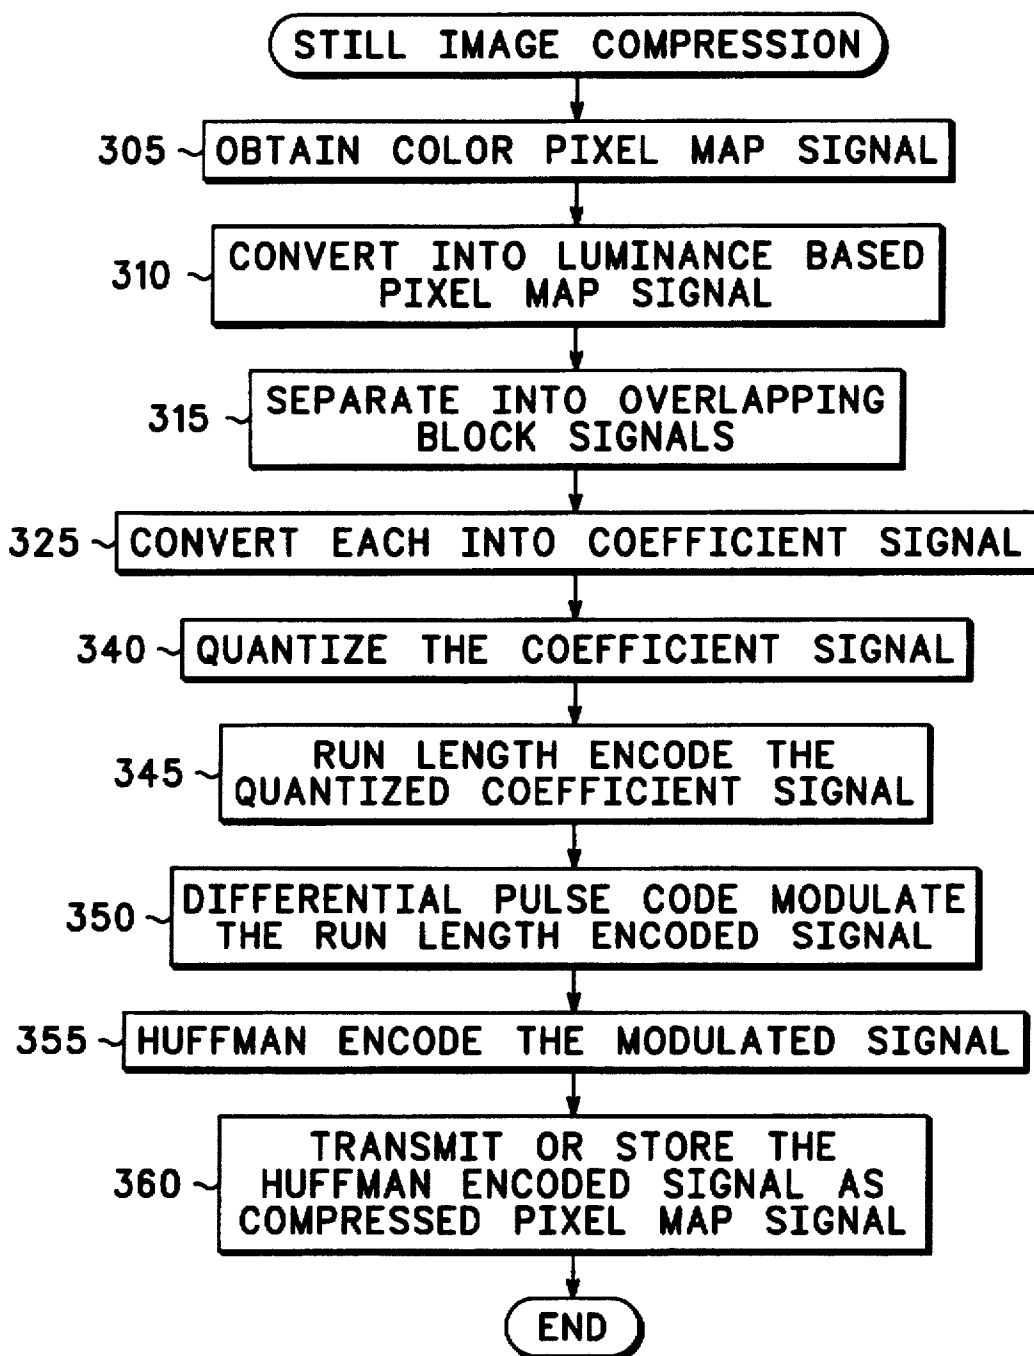 STILL IMAGE COMPRESSION
305 OBTAIN COLOR PIXEL MAP SIGNAL
310 CONVERT INTO LUMINANCE BASED
PIXEL MAP SIGNAL
315 SEPARATE INTO OVERLAPPING
BLOCK SIGNALS
325 CONVERT EACH INTO COEFFICIENT SIGNAL
340 QUANTIZE THE COEFFICIENT SIGNAL
345 RUN LENGTH ENCODE THE
QUANTIZED COEFFICIENT SIGNAL
350 DIFFERENTIAL PULSE CODE MODULATE
THE RUN LENGTH ENCODED SIGNAL
355 HUFFMAN ENCODE THE MODULATED SIGNAL
360 TRANSMIT OR STORE THE
HUFFMAN ENCODED SIGNAL AS
COMPRESSED PIXEL MAP SIGNAL
END